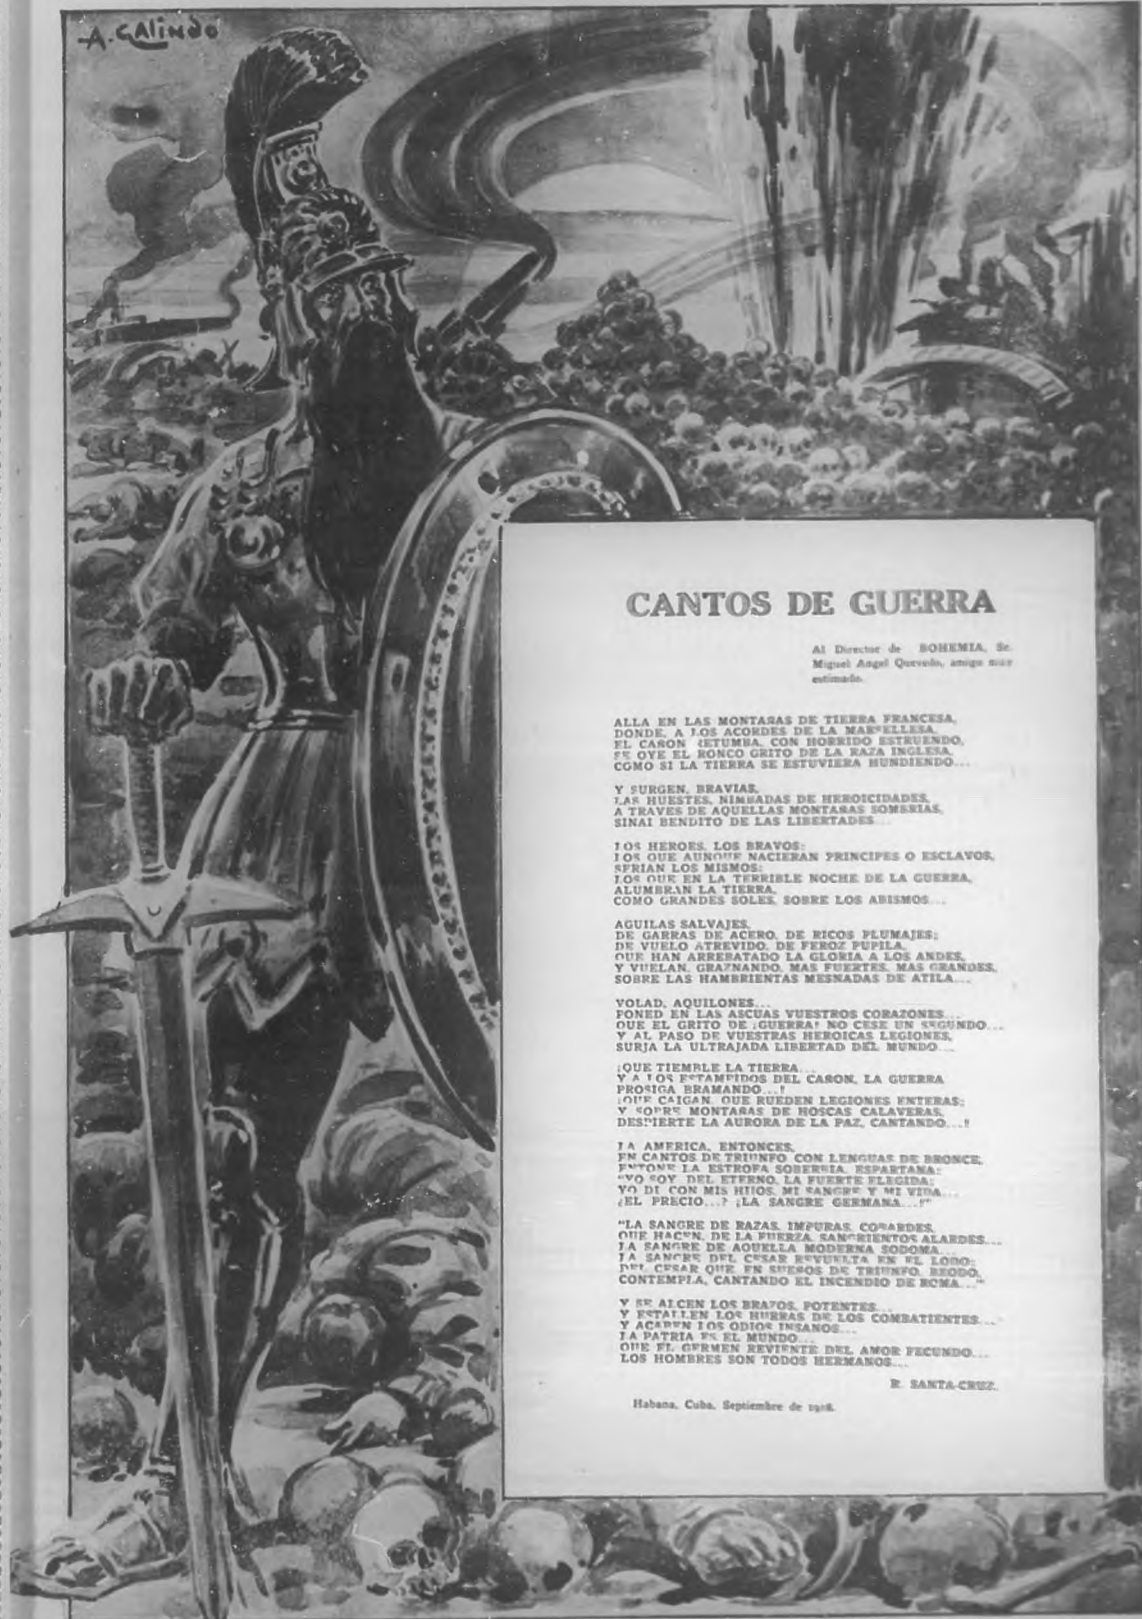 A. GALINDO
CANTOS DE GUERRA
Al Director de BOHEMIA, Sr.
Miguel Angel Quevedo, amigo muy
estimado.
ALLA EN LAS MONTAÑAS DE TIERRA FRANCESA,
DONDE, A LOS ACORDES DE LA MARSELLESA,
EL CAÑON RETUMBA, CON HORRIDO ESTRUENDO,
SE OYE EL RONCO GRITO DE LA RAZA INGLESA,
COMO SI LA TIERRA SE ESTUVIERA HUNDIENDO...
Y SURGEN, BRAVIAS,
LAS HUESTES, NIMBADAS DE HEROICIDADES,
A TRAVES DE AQUELLAS MONTAÑAS SOMBRIAS,
SINAI BENDITO DE LAS LIBERTADES...
LOS HEROES, LOS BRAVOS;
LOS QUE AUNQUE NACIERAN PRINCIPES O ESCLAVOS,
SERIAN LOS MISMOS;
LOS QUE EN LA TERRIBLE NOCHE DE LA GUERRA,
ALUMBRAN LA TIERRA,
COMO GRANDES SOLES, SOBRE LOS ABISMOS...
AGUILAS SALVAJES,
DE GARRAS DE ACERO, DE RICOS PLUMAJES;
DE VUELO ATREVIDO, DE FEROZ PUPILA,
QUE HAN ARREBATADO LA GLORIA A LOS ANDES,
Y VUELAN, GRAZNANDO, MAS FUERTES, MAS GRANDES,
SOBRE LAS HAMBRIENTAS MESNADAS DE ATILA...
VOLAD, AQUILONES...
PONED EN LAS ASCUAS VUESTROS CORAZONES...
QUE EL GRITO DE ¡GUERRA! NO CESE UN SEGUNDO...
Y AL PASO DE VUESTRAS HEROICAS LEGIONES,
SURJA LA ULTRAJADA LIBERTAD DEL MUNDO...
¡QUE TIEMBLE LA TIERRA...
Y A LOS ESTAMPIDOS DEL CAÑON, LA GUERRA
PROSIGA BRAMANDO...!
¡QUE CAIGAN, QUE RUEDEN LEGIONES ENTERAS;
Y SOBRE MONTAÑAS DE HOSCAS CALAVERAS,
DESPIERTE LA AURORA DE LA PAZ, CANTANDO...!
LA AMERICA, ENTONCES,
EN CANTOS DE TRIUNFO CON LENGUAS DE BRONCE,
ENTONE LA ESTROFA SOBERBIA, ESPARTANA:
"YO SOY DEL ETERNO, LA FUERTE ELEGIDA;
YO DI CON MIS HIJOS, MI SANGRE Y MI VIDA...
¿EL PRECIO...? ¡LA SANGRE GERMANA...!"
"LA SANGRE DE RAZAS, IMPURAS, COBARDES,
QUE HACEN, DE LA FUERZA, SANGRIENTOS ALARDES...
LA SANGRE DE AQUELLA MODERNA SODOMA...
LA SANGRE DEL CESAR REVUELTA EN EL LODO;
DEL CESAR QUE, EN SUEÑOS DE TRIUNFO, BEODO,
CONTEMPLA, CANTANDO EL INCENDIO DE ROMA..."
Y SE ALCEN LOS BRAZOS, POTENTES...
Y ESTALLEN LOS HURRAS DE LOS COMBATIENTES...
Y ACABEN LOS ODIOS INSANOS...
LA PATRIA ES EL MUNDO...
QUE EL GERMEN REVIENTE DEL AMOR FECUNDO...
LOS HOMBRES SON TODOS HERMANOS...
R. SANTA-CRUZ.
Habana, Cuba, Septiembre de 1918.